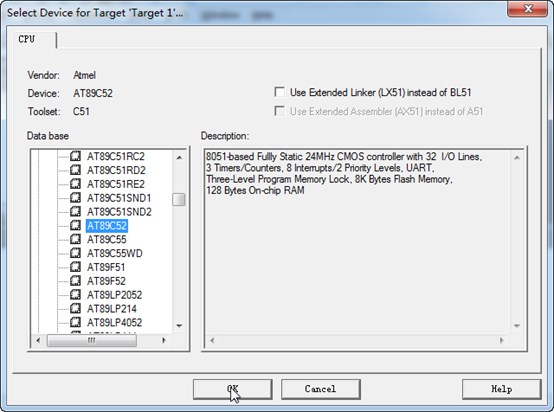 Select Device for Target 'Target 1'...
CPU
Vendor: Atmel
Device: AT89C52
Toolset: C51
Use Extended Linker (LX51) instead of BL51
Use Extended Assembler (AX51) instead of A51
Data base
Description:
AT89C51RC2
AT89C51RD2
AT89C51RE2
AT89C51SND1
AT89C51SND2
AT89C52
AT89C55
AT89C55WD
AT89F51
AT89F52
AT89LP2052
AT89LP214
AT89LP4052
8051-based Fullly Static 24MHz CMOS controller with 32 I/O Lines,
3 Timers/Counters, 8 Interrupts/2 Priority Levels, UART,
Three-Level Program Memory Lock, 8K Bytes Flash Memory,
128 Bytes On-chip RAM
OK
Cancel
Help